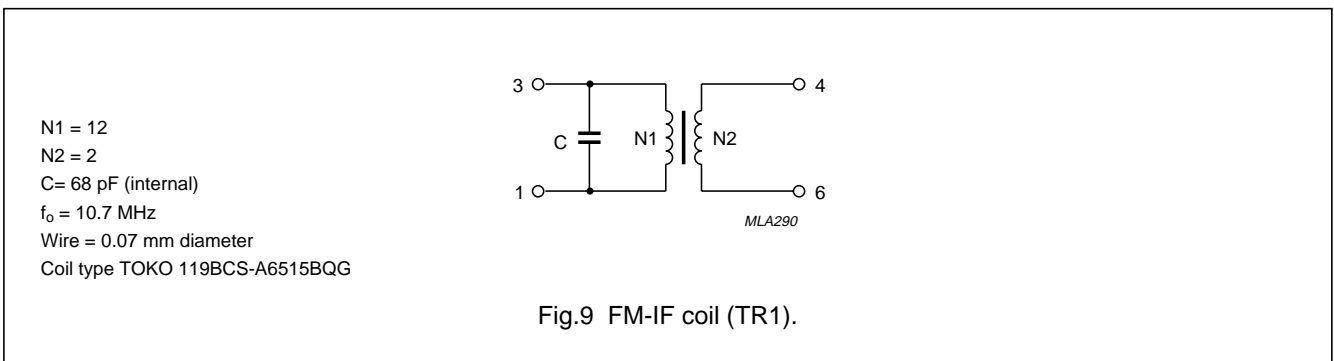 N1 = 12
N2 = 2
C= 68 pF (internal)
fo = 10.7 MHz
Wire = 0.07 mm diameter
Coil type TOKO 119BCS-A6515BQG
3
4
C
N1
N2
1
6
MLA290
Fig.9 FM-IF coil (TR1).